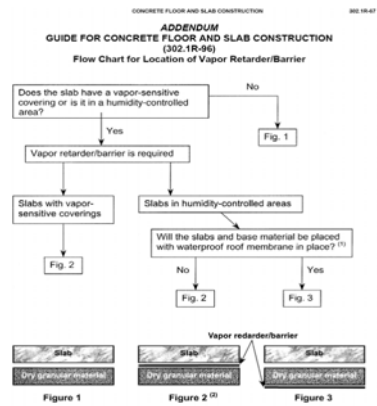 CONCRETE FLOOR AND SLAB CONSTRUCTION 302.1R-67
ADDENDUM
GUIDE FOR CONCRETE FLOOR AND SLAB CONSTRUCTION
(302.1R-96)
Flow Chart for Location of Vapor Retarder/Barrier
Does the slab have a vapor-sensitive
covering or is it in a humidity-controlled
area?
No
Fig. 1
Yes
Vapor retarder/barrier is required
Slabs with vapor-
sensitive coverings
Slabs in humidity-controlled areas
Fig. 2
Will the slabs and base material be placed
with waterproof roof membrane in place? (1)
No
Yes
Fig. 2
Fig. 3
Vapor redarder/barrier
Slab
Slab
Slab
Dry granular material
Dry granular material
Dry granular material
Figure 1
Figure 2 (2)
Figure 3